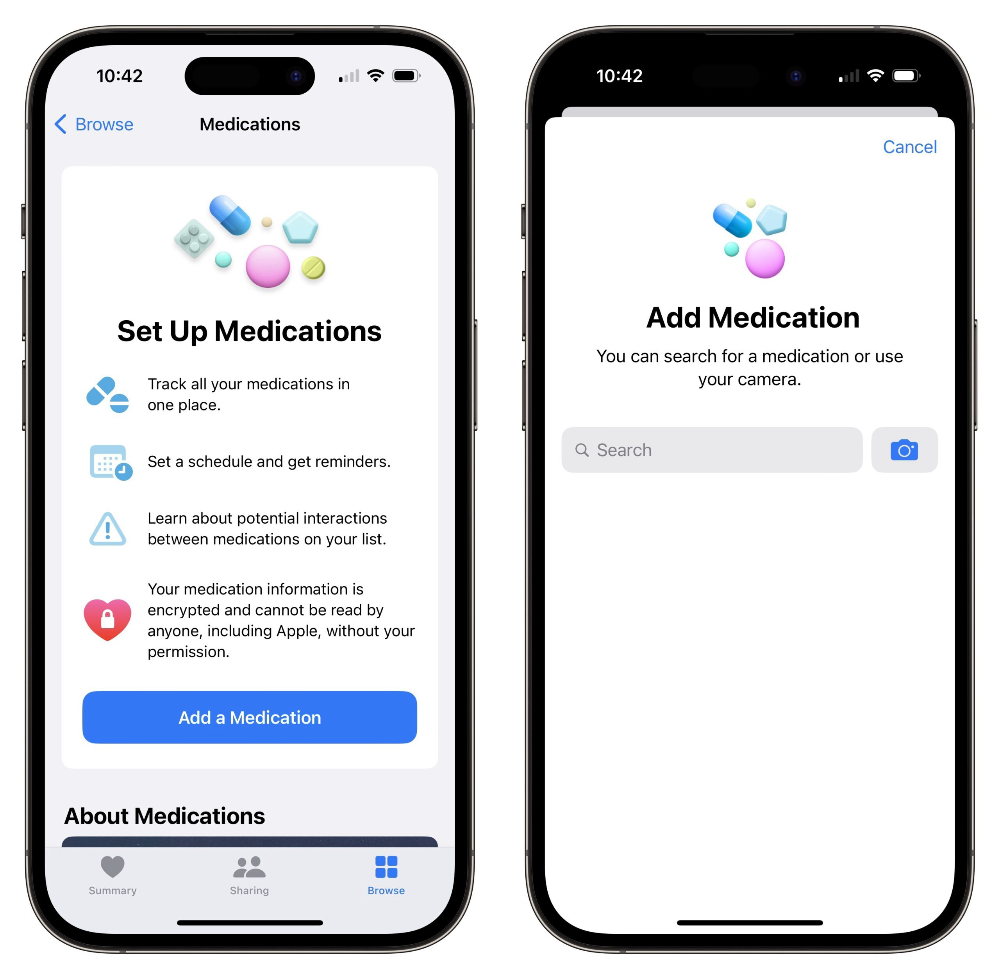 10:42
Browse
Medications
Set Up Medications
Track all your medications in
one place.
Set a schedule and get reminders.
Learn about potential interactions
between medications on your list.
Your medication information is
encrypted and cannot be read by
anyone, including Apple, without your
permission.
Add a Medication
About Medications
Summary
Sharing
Browse
10:42
Cancel
Add Medication
You can search for a medication or use
your camera.
Search